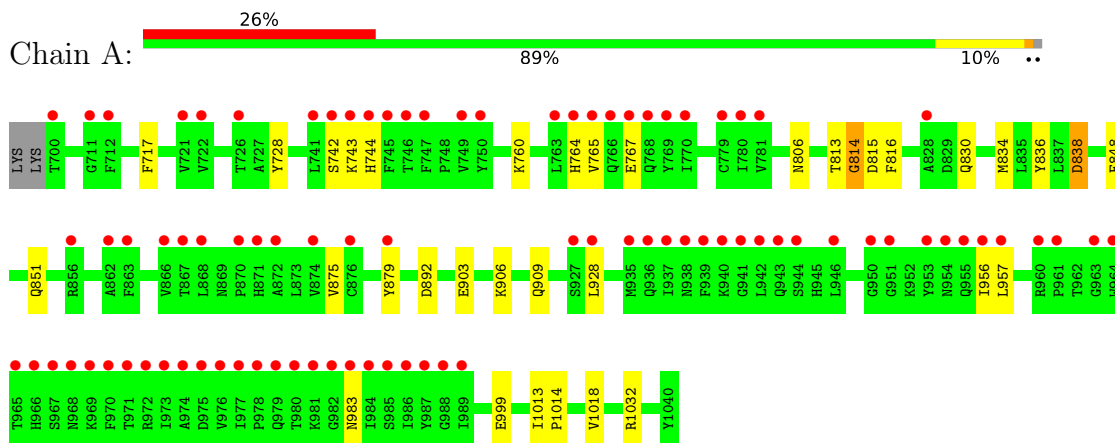 26%
Chain A:
89% 10% ••
LYS LYS T700 G711 F712 F717 V721 V722 T726 A727 Y728 L741 S742 K743 H744 F745 T746 F747 P748 V749 Y750 K760 L763 H764 V765 Q766 E767 Q768 Y769 I770 C779 I780 V781 N806 T813 G814 D815 F816 A828 D829 Q830 M834 L835 Y836 L837 D838 E848
Q851 R856 A862 F863 V866 T867 L868 N869 P870 H871 A872 L873 V874 V875 C876 Y879 D892 E903 K906 Q909 S927 L928 M935 Q936 I937 N938 F939 K940 G941 L942 Q943 S944 H945 L946 G950 G951 K952 Y953 N954 Q955 I956 L957 R960 P961 T962 G963 W964
T965 H966 S967 N968 K969 F970 T971 R972 I973 A974 D975 V976 I977 P978 Q979 T980 K981 G982 N983 I984 S985 I986 Y987 G988 I989 E999 I1013 P1014 V1018 R1032 Y1040